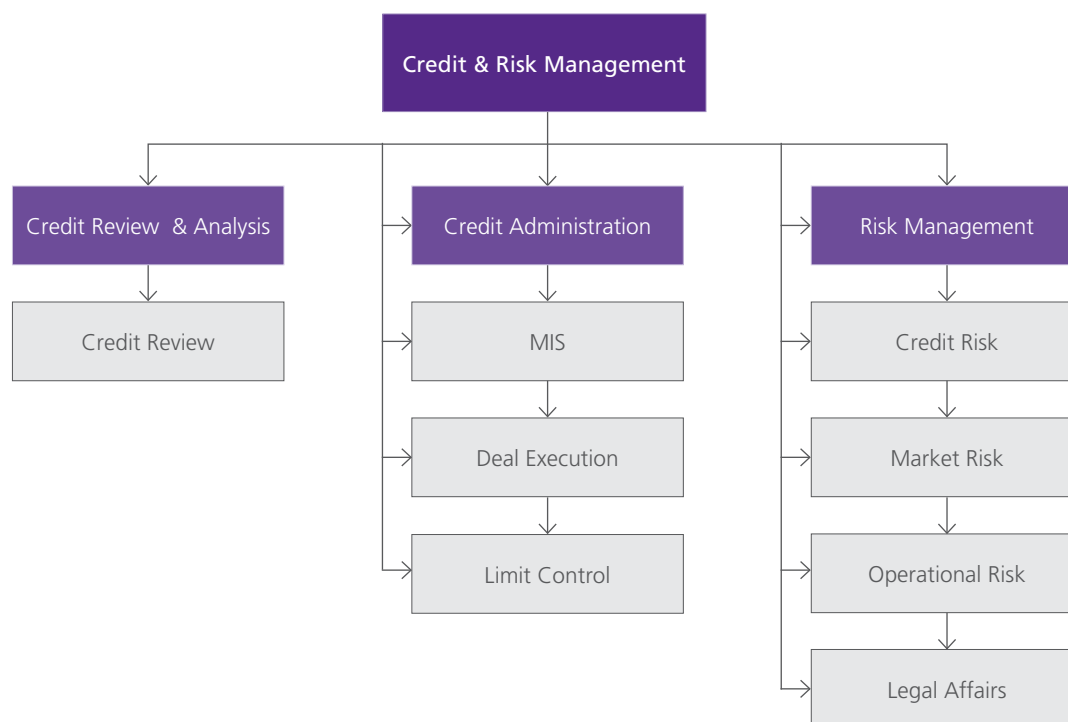 Credit & Risk Management
Credit Review & Analysis
Credit Administration
Risk Management
Credit Review
MIS
Credit Risk
Deal Execution
Market Risk
Limit Control
Operational Risk
Legal Affairs